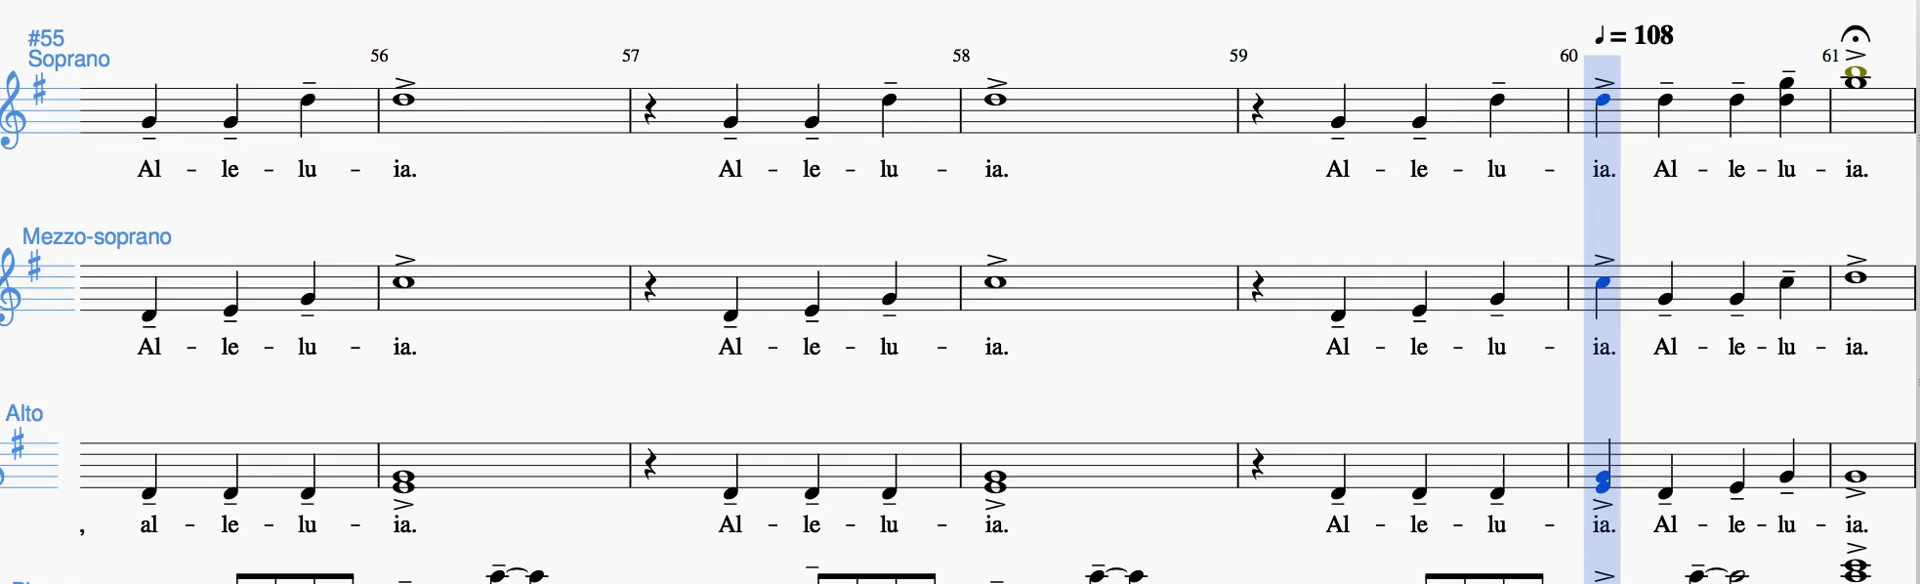 ♩= 108
#55 56 57 58 59 60 61
Soprano
Al - le - lu - ia. Al - le - lu - ia. Al - le - lu - ia. Al - le - lu - ia.
Mezzo-soprano
Al - le - lu - ia. Al - le - lu - ia. Al - le - lu - ia. Al - le - lu - ia.
Alto
, al - le - lu - ia. Al - le - lu - ia. Al - le - lu - ia. Al - le - lu - ia.